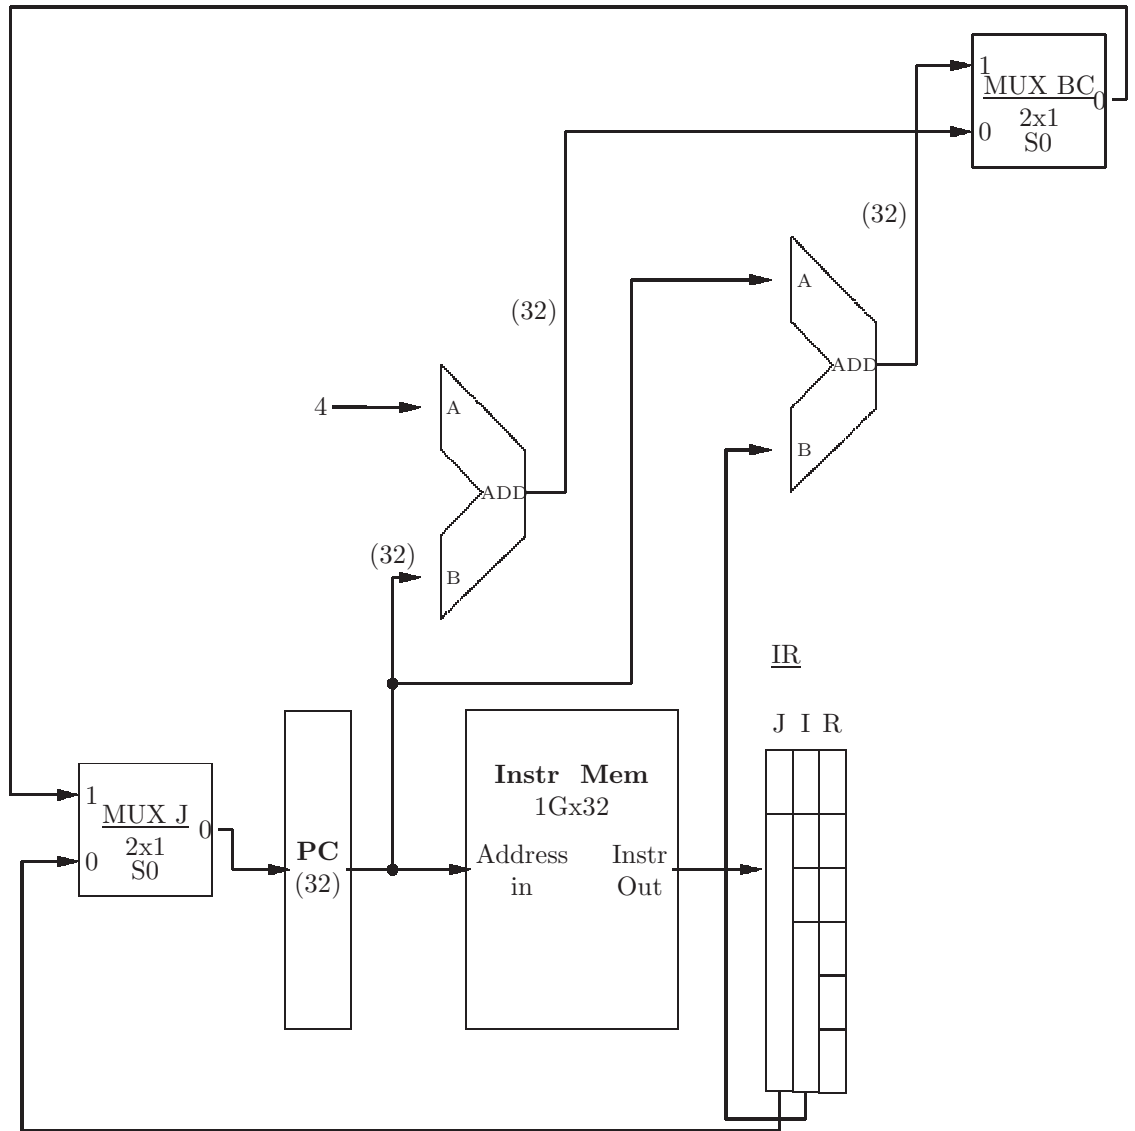 1
MUX BC
0
2x1
0
S0
(32)
A
(32)
ADD
4
A
B
ADD
(32)
B
IR
J I R
Instr Mem
1Gx32
1
MUX J
0
2x1
0
S0
PC
(32)
Address
in
Instr
Out